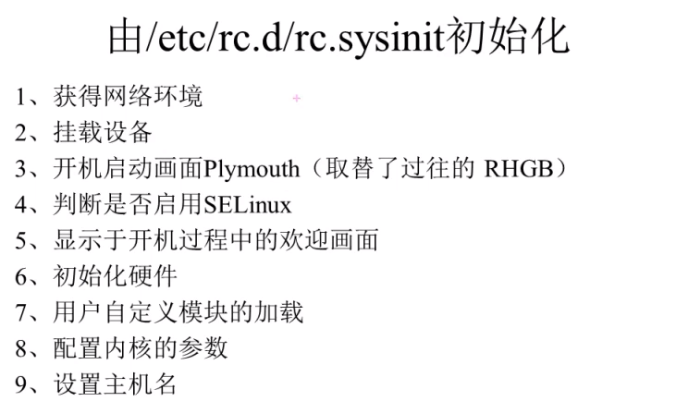 由/etc/rc.d/rc.sysinit初始化
1、获得网络环境
2、挂载设备
3、开机启动画面Plymouth（取替了过往的 RHGB）
4、判断是否启用SELinux
5、显示于开机过程中的欢迎画面
6、初始化硬件
7、用户自定义模块的加载
8、配置内核的参数
9、设置主机名